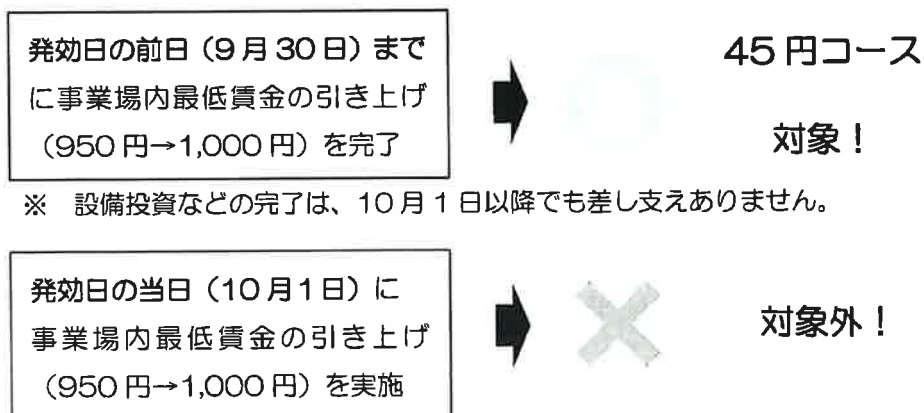 発効日の前日（9月30日）まで
に事業場内最低賃金の引き上げ
（950円→1,000円）を完了
45円コース
対象！
※　設備投資などの完了は、10月1日以降でも差し支えありません。
発効日の当日（10月1日）に
事業場内最低賃金の引き上げ
（950円→1,000円）を実施
対象外！